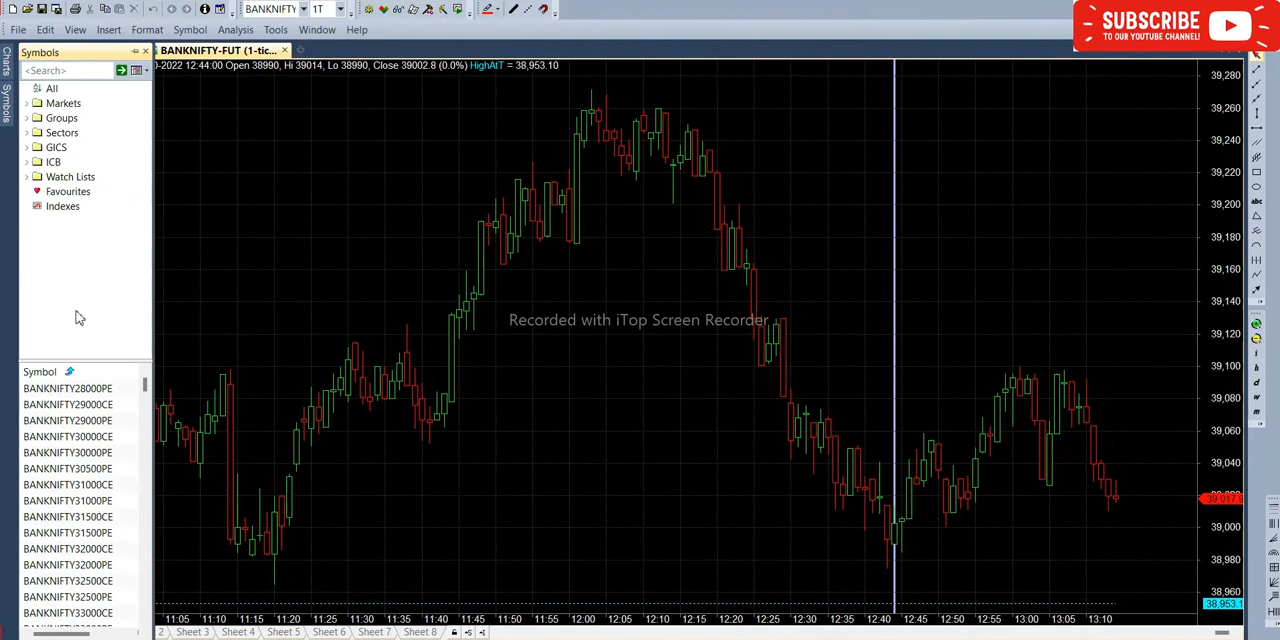 BANKNIFTY
1T
SUBSCRIBE
TO OUR YOUTUBE CHANNEL!
File Edit View Insert Format Symbol Analysis Tools Window Help
Charts
Symbols
Symbols
BANKNIFTY-FUT (1-tic...
<Search>
-2022 12:44:00 Open 38990, Hi 39014, Lo 38990, Close 39002.8 (0.0%) HighAtT = 38,953.10
All
Markets
Groups
Sectors
GICS
ICB
Watch Lists
Favourites
Indexes
Recorded with iTop Screen Recorder
Symbol
BANKNIFTY28000PE
BANKNIFTY29000CE
BANKNIFTY29000PE
BANKNIFTY30000CE
BANKNIFTY30000PE
BANKNIFTY30500PE
BANKNIFTY31000CE
BANKNIFTY31000PE
BANKNIFTY31500CE
BANKNIFTY31500PE
BANKNIFTY32000CE
BANKNIFTY32000PE
BANKNIFTY32500CE
BANKNIFTY32500PE
BANKNIFTY33000CE
39,280
39,260
39,240
39,220
39,200
39,180
39,160
39,140
39,120
39,100
39,080
39,060
39,040
39,000
38,980
38,960
38,953.1
abc
i
h
d
w
m
11:05 11:10 11:15 11:20 11:25 11:30 11:35 11:40 11:45 11:50 11:55 12:00 12:05 12:10 12:15 12:20 12:25 12:30 12:35 12:40 12:45 12:50 12:55 13:00 13:05 13:10
2 Sheet 3 Sheet 4 Sheet 5 Sheet 6 Sheet 7 Sheet 8